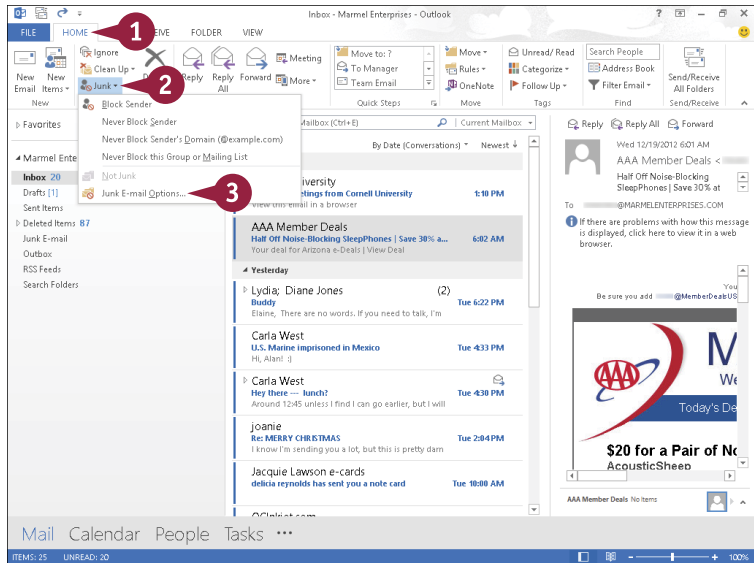 Inbox - Marmel Enterprises - Outlook
FILE HOME FOLDER VIEW
1
Ignore
Clean Up
Junk
2
New Email
New Items
New
Reply
Reply All
Forward
Meeting
More
Move to: ?
To Manager
Team Email
Quick Steps
Move
Rules
OneNote
Move
Unread/ Read
Categorize
Follow Up
Tags
Search People
Address Book
Filter Email
Find
Send/Receive All Folders
Send/Receive
Block Sender
Never Block Sender
Never Block Sender's Domain (@example.com)
Never Block this Group or Mailing List
Not Junk
Junk E-mail Options...
3
Favorites
Marmel Ente
Inbox 20
Drafts [1]
Sent Items
Deleted Items 87
Junk E-mail
Outbox
RSS Feeds
Search Folders
Mailbox (Ctrl+E)
Current Mailbox
By Date (Conversations) Newest
from Cornell University 1:10 PM
View this email in a browser
AAA Member Deals
Half Off Noise-Blocking SleepPhones | Save 30% a... 6:02 AM
Your deal for Arizona e-Deals | View Deal
Yesterday
Lydia; Diane Jones (2)
Buddy Tue 6:22 PM
Elaine, There are no words. If you need to talk, I'm
Carla West
U.S. Marine imprisoned in Mexico Tue 4:33 PM
Hi, Alan! :)
Carla West
Hey there --- lunch? Tue 4:30 PM
Around 12:45 unless I find I can go earlier, but I will
joanie
Re: MERRY CHRISTMAS Tue 2:04 PM
I know I'm sending you a lot, but this is pretty darn
Jacquie Lawson e-cards
delicia reynolds has sent you a note card Tue 10:00 AM
Reply Reply All Forward
Wed 12/19/2012 6:01 AM
AAA Member Deals <
Half Off Noise-Blocking
SleepPhones | Save 30% at
To @MARMELENTERPRISES.COM
If there are problems with how this message
is displayed, click here to view it in a web
browser.
You
Be sure you add @MemberDealsUS
AAA
M
We
Today's De
$20 for a Pair of No
AcousticSheep
AAA Member Deals No Items
Mail Calendar People Tasks •••
ITEMS: 25 UNREAD: 20
100%